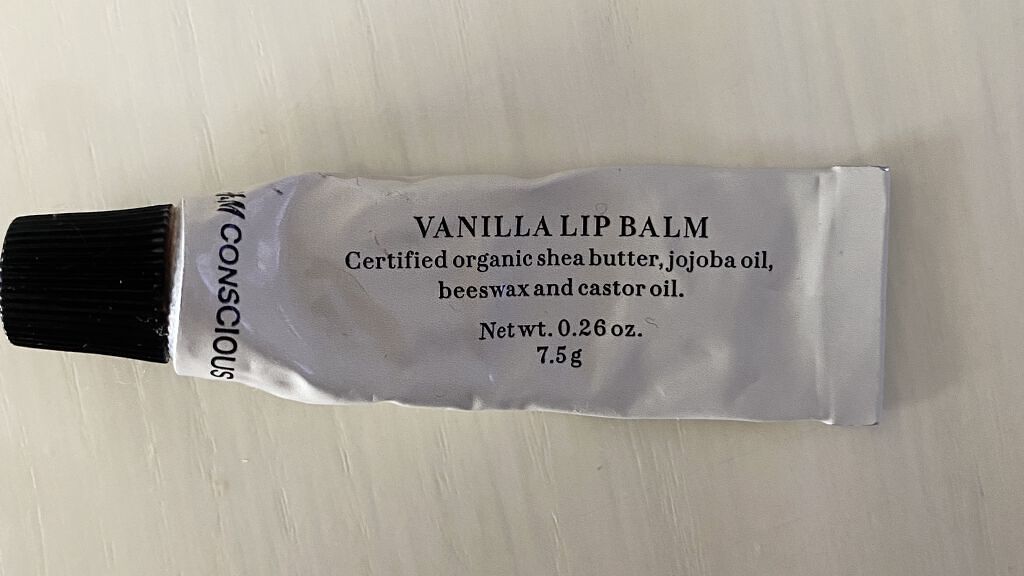 VANILLA LIP BALM
Certified organic shea butter, jojoba oil,
beeswax and castor oil.
Net wt. 0.26 oz.
7.5 g
CONSCIOUS